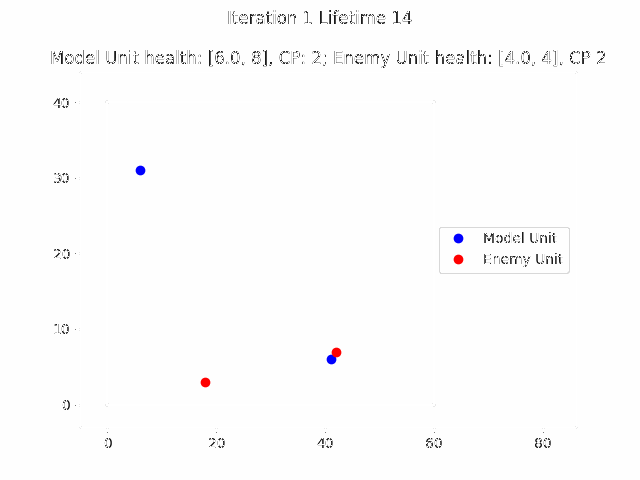 Iteration 1 Lifetime 14
Model Unit health: [6.0, 8], CP: 2; Enemy Unit health: [4.0, 4], CP 2
40
30
20
10
0
Model Unit
Enemy Unit
0 20 40 60 80